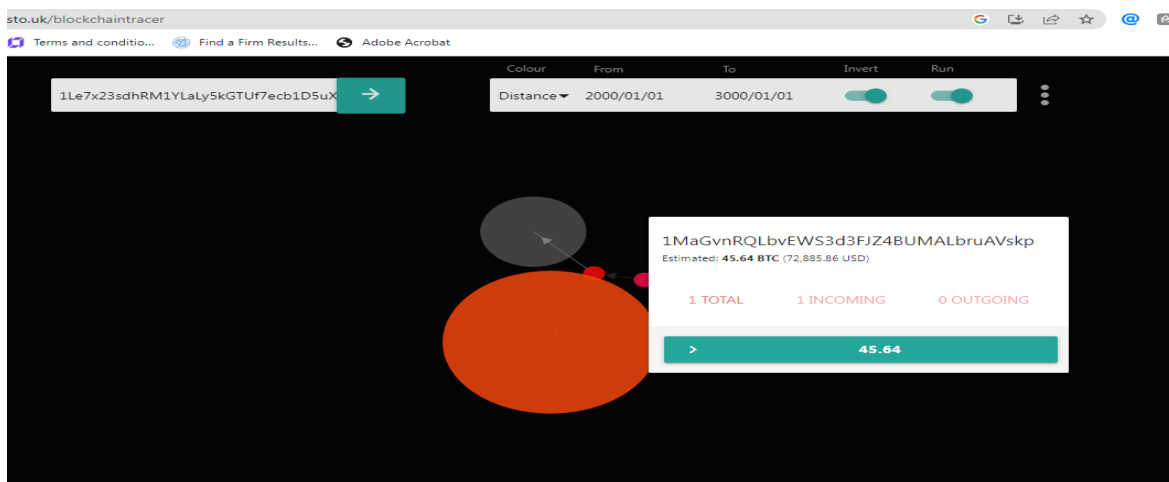 sto.uk/blockchaintracer
Terms and conditio... Find a Firm Results... Adobe Acrobat
Colour From To Invert Run
1Le7x23sdhRM1YLaLy5kGTUf7ecb1D5uX
Distance 2000/01/01 3000/01/01
1MaGvnRQLbvEWS3d3FJZ4BUMALbruAVskp
Estimated: 45.64 BTC (72,885.86 USD)
1 TOTAL 1 INCOMING 0 OUTGOING
> 45.64